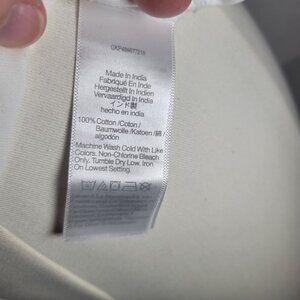 Made In India
Fabriqué En Inde
Hergestellt In Indien
Vervaardigd In India
インド製
hecho en india
100% Cotton /Coton /
Baumwolle /Katoen / 綿
algodón
Machine Wash Cold With Like
Colors. Non-Chlorine Bleach
Only. Tumble Dry Low. Iron
On Lowest Setting.